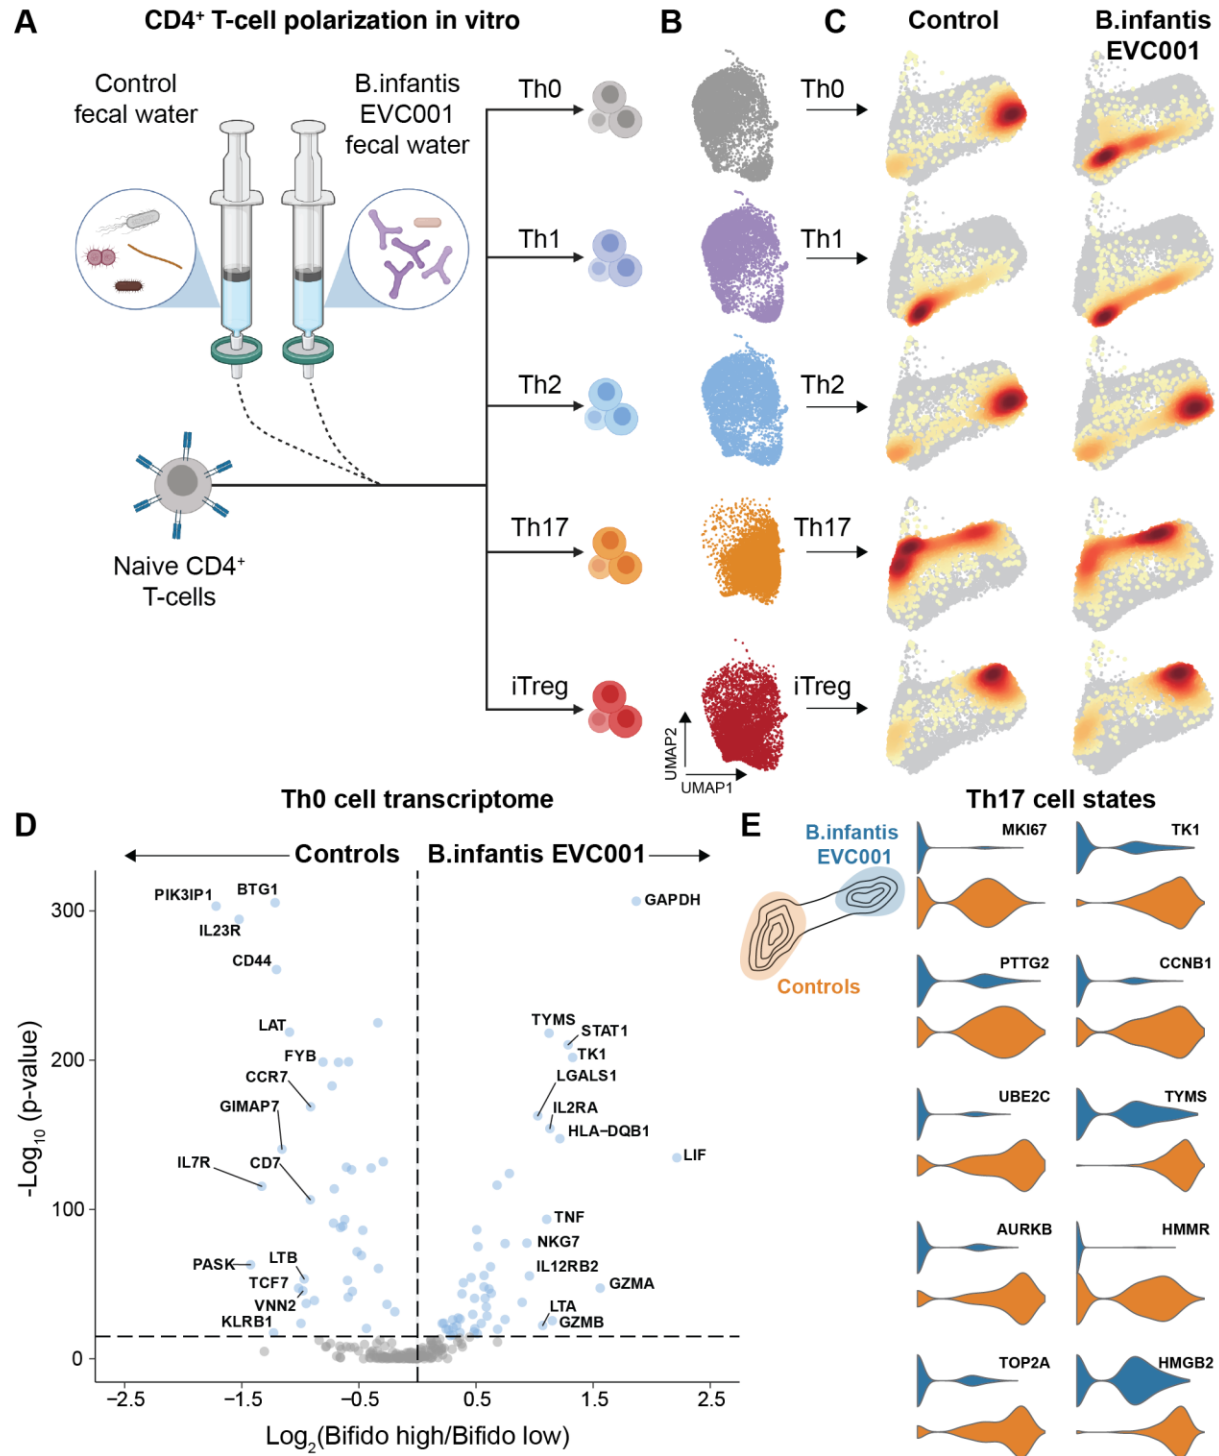 A
CD4⁺ T-cell polarization in vitro
B
C
Control
B.infantis
EVC001
Control
fecal water
B.infantis
EVC001
fecal water
Naive CD4⁺
T-cells
Th0
Th1
Th2
Th17
iTreg
UMAP2
UMAP1
Th0
Th1
Th2
Th17
iTreg
D
Th0 cell transcriptome
Controls
B.infantis EVC001
-Log₁₀ (p-value)
300
200
100
0
−2.5
−1.5
−0.5
0.5
1.5
2.5
Log₂(Bifido high/Bifido low)
PIK3IP1
BTG1
IL23R
CD44
LAT
FYB
CCR7
GIMAP7
IL7R
CD7
PASK
LTB
TCF7
VNN2
KLRB1
GAPDH
TYMS
STAT1
TK1
LGALS1
IL2RA
HLA−DQB1
LIF
TNF
NKG7
IL12RB2
GZMA
LTA
GZMB
E
Th17 cell states
B.infantis
EVC001
Controls
MKI67
TK1
PTTG2
CCNB1
UBE2C
TYMS
AURKB
HMMR
TOP2A
HMGB2